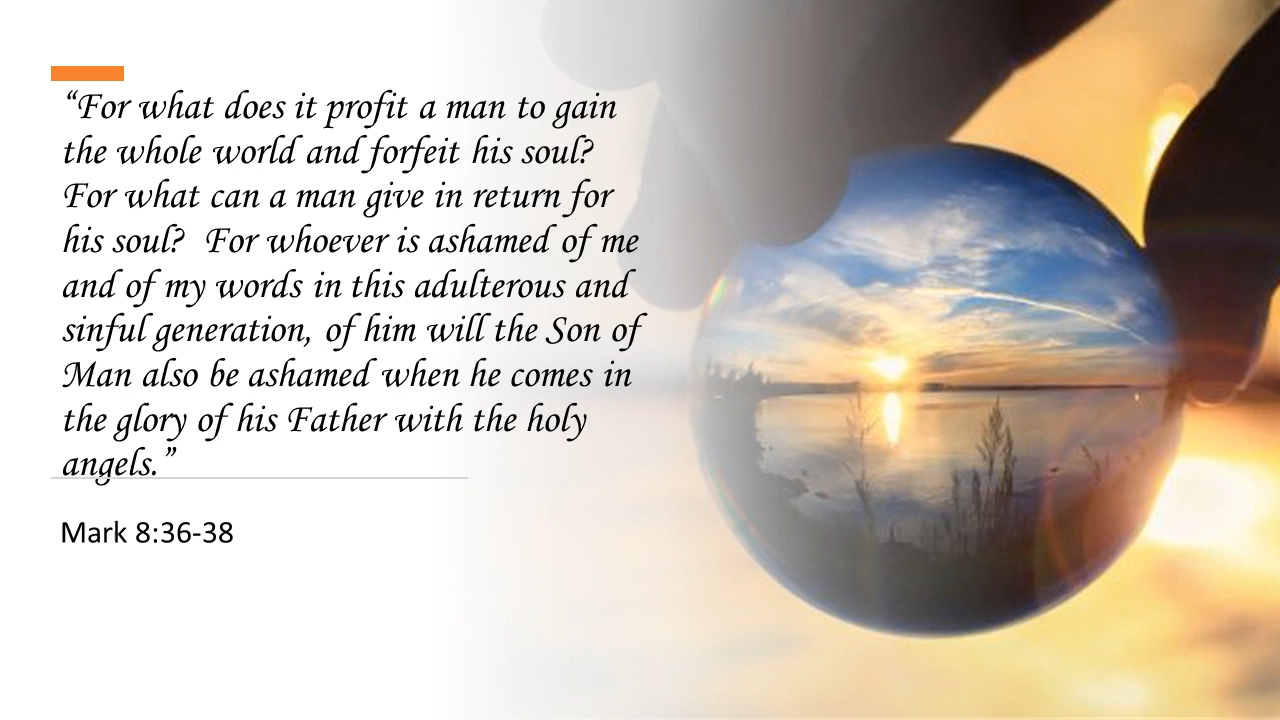 “For what does it profit a man to gain
the whole world and forfeit his soul?
For what can a man give in return for
his soul?  For whoever is ashamed of me
and of my words in this adulterous and
sinful generation, of him will the Son of
Man also be ashamed when he comes in
the glory of his Father with the holy
angels.”
Mark 8:36-38